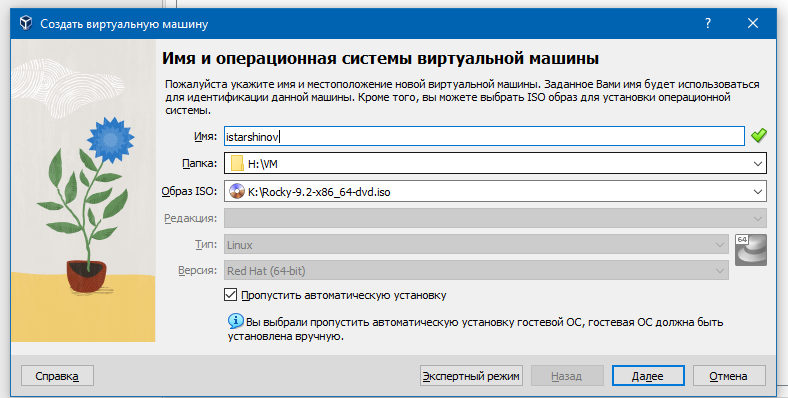 Создать виртуальную машину
?
Имя и операционная системы виртуальной машины
Пожалуйста укажите имя и местоположение новой виртуальной машины. Заданное Вами имя будет использоваться
для идентификации данной машины. Кроме того, вы можете выбрать ISO образ для установки операционной
системы.
Имя: istarshinov
Папка: H:\VM
Образ ISO: K:\Rocky-9.2-x86_64-dvd.iso
Редакция:
Тип: Linux 64
Версия: Red Hat (64-bit)
Пропустить автоматическую установку
Вы выбрали пропустить автоматическую установку гостевой ОС, гостевая ОС должна быть
установлена вручную.
Справка Экспертный режим Назад Далее Отмена